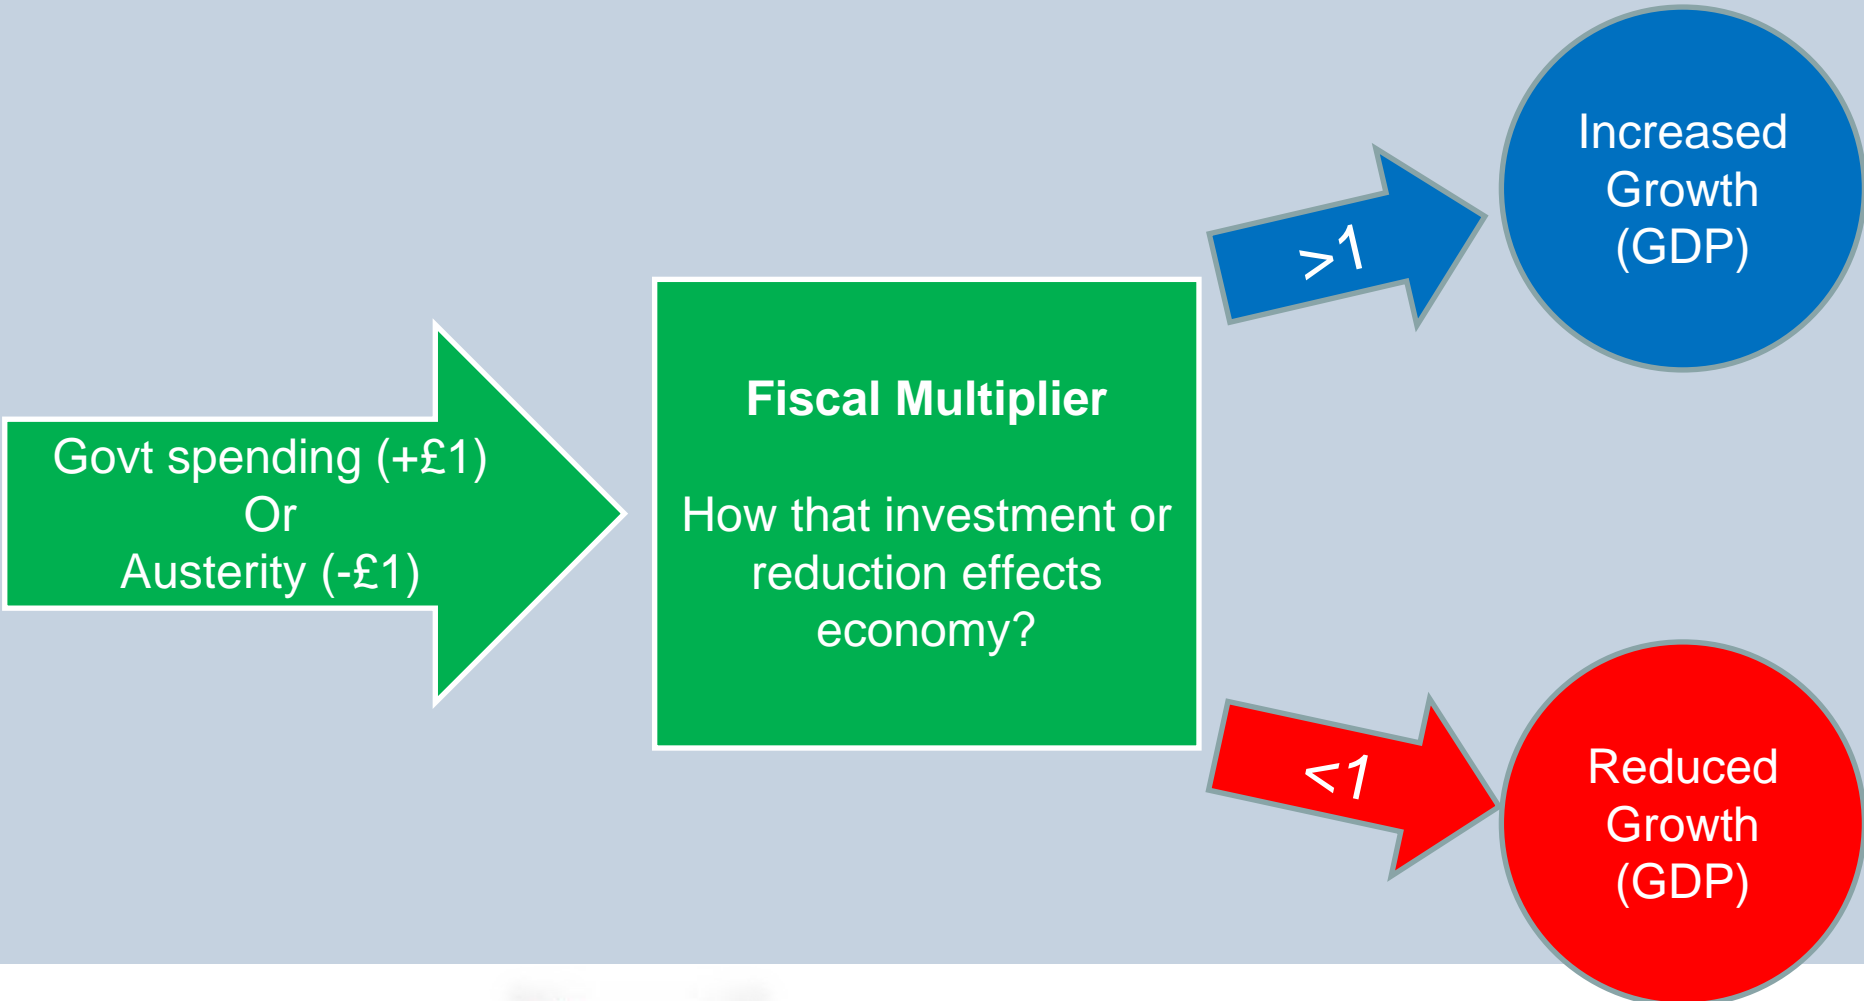 Govt spending (+£1)
Or
Austerity (-£1)
Fiscal Multiplier
How that investment or
reduction effects
economy?
>1
Increased
Growth
(GDP)
<1
Reduced
Growth
(GDP)